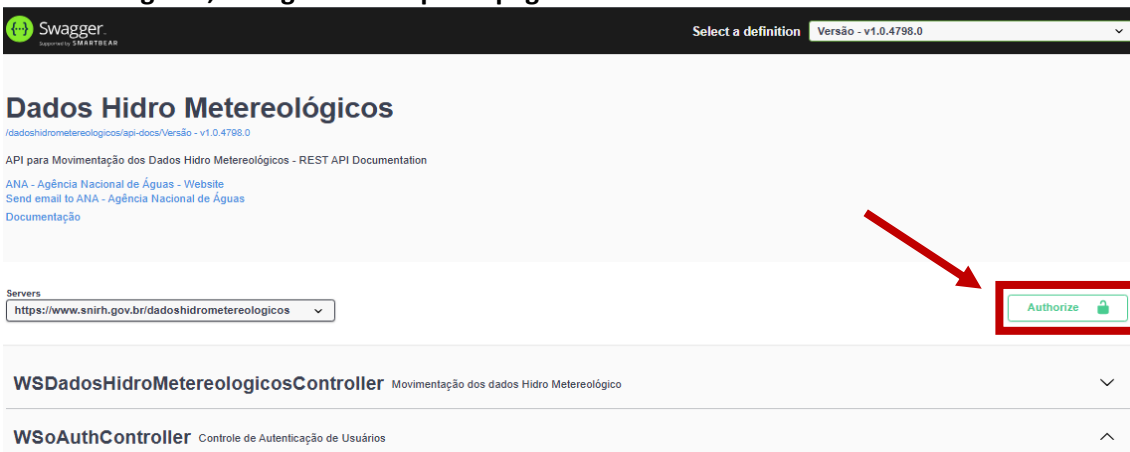 Swagger.
Supported by SMARTBEAR
Select a definition
Versão - v1.0.4798.0
Dados Hidro Metereológicos
/dadoshidrometereologicos/api-docs/Versão - v1.0.4798.0
API para Movimentação dos Dados Hidro Metereológicos - REST API Documentation
ANA - Agência Nacional de Águas - Website
Send email to ANA - Agência Nacional de Águas
Documentação
Servers
https://www.snirh.gov.br/dadoshidrometereologicos
Authorize
WSDadosHidroMetereologicosController Movimentação dos dados Hidro Metereológico
WSoAuthController Controle de Autenticação de Usuários